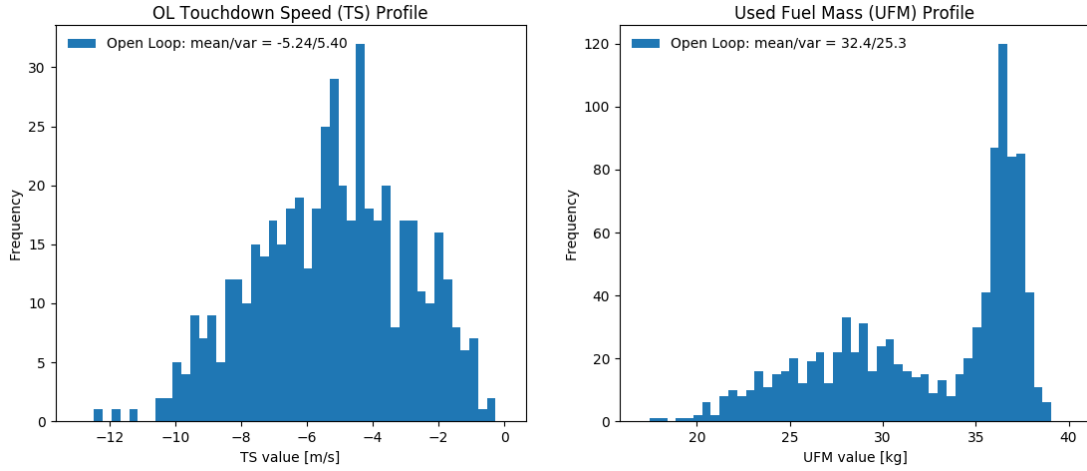 OL Touchdown Speed (TS) Profile
Open Loop: mean/var = -5.24/5.40
30
25
20
15
10
5
0
Frequency
−12 −10 −8 −6 −4 −2 0
TS value [m/s]
Used Fuel Mass (UFM) Profile
Open Loop: mean/var = 32.4/25.3
120
100
80
60
40
20
0
Frequency
20 25 30 35 40
UFM value [kg]